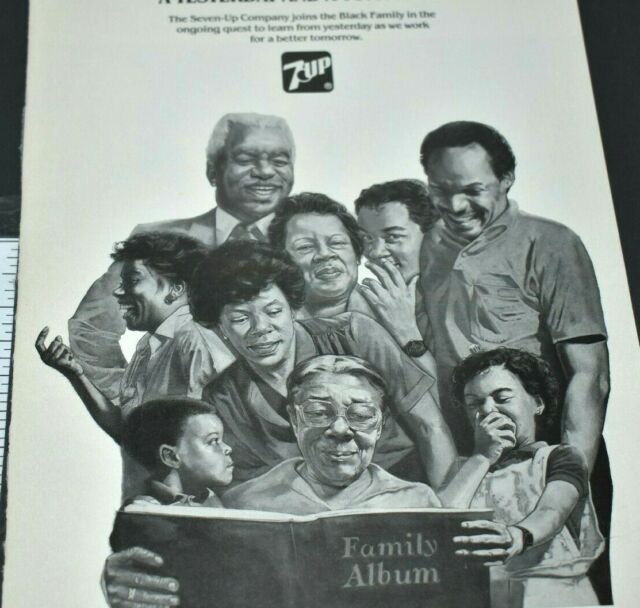 The Seven-Up Company joins the Black Family in the
ongoing quest to learn from yesterday as we work
for a better tomorrow.
7UP
®
Family
Album